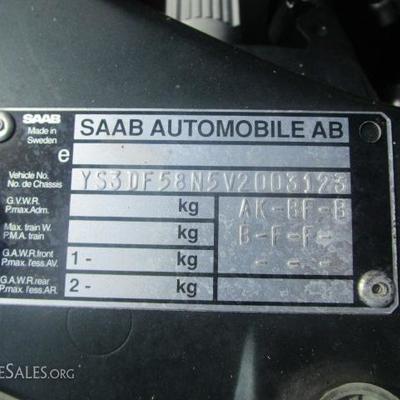 SAAB
Made in
Sweden
SAAB AUTOMOBILE AB
e
Vehicle No.
No. de Chassis
YS3DF58N5V2003123
G.V.W.R.
P.max.Adm.
kg
AK-BF-B
Max. train W.
P.M.A. train
kg
B-F-F-
G.A.W.R.front
P.max. l'ess.AV.
1-
kg
- - -
G.A.W.R.rear
P.max. l'ess.AR.
2-
kg
ESALES.ORG